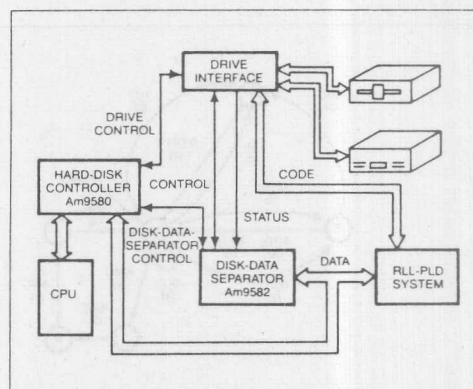 DRIVE
INTERFACE
DRIVE
CONTROL
CODE
HARD-DISK
CONTROLLER
Am9580
CONTROL
DISK-DATA-
SEPARATOR
CONTROL
STATUS
CPU
DISK-DATA
SEPARATOR
Am9582
DATA
RLL-PLD
SYSTEM